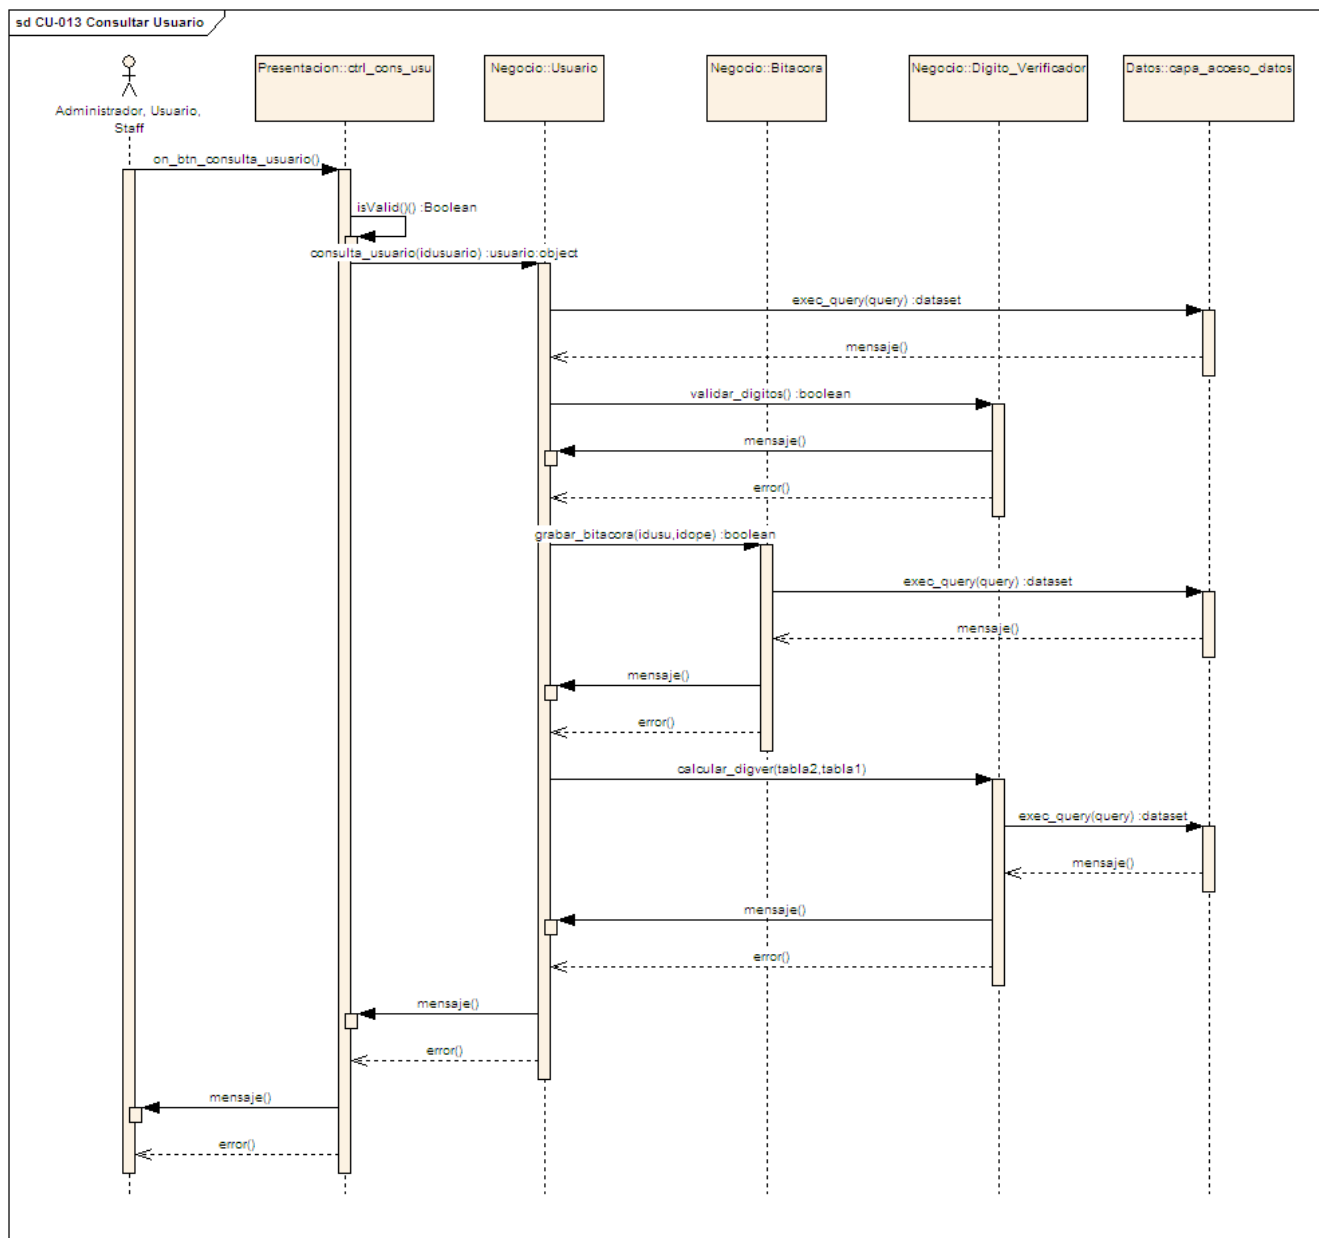 sd CU-013 Consultar Usuario
Administrador, Usuario,
Staff
Presentacion::ctrl_cons_usu
Negocio::Usuario
Negocio::Bitacora
Negocio::Digito_Verificador
Datos::capa_acceso_datos
on_btn_consulta_usuario()
isValid()() :Boolean
consulta_usuario(idusuario) :usuario:object
exec_query(query) :dataset
mensaje()
validar_digitos() :boolean
mensaje()
error()
grabar_bitacora(idusu,idope) :boolean
exec_query(query) :dataset
mensaje()
mensaje()
error()
calcular_digver(tabla2,tabla1)
exec_query(query) :dataset
mensaje()
mensaje()
error()
mensaje()
error()
mensaje()
error()